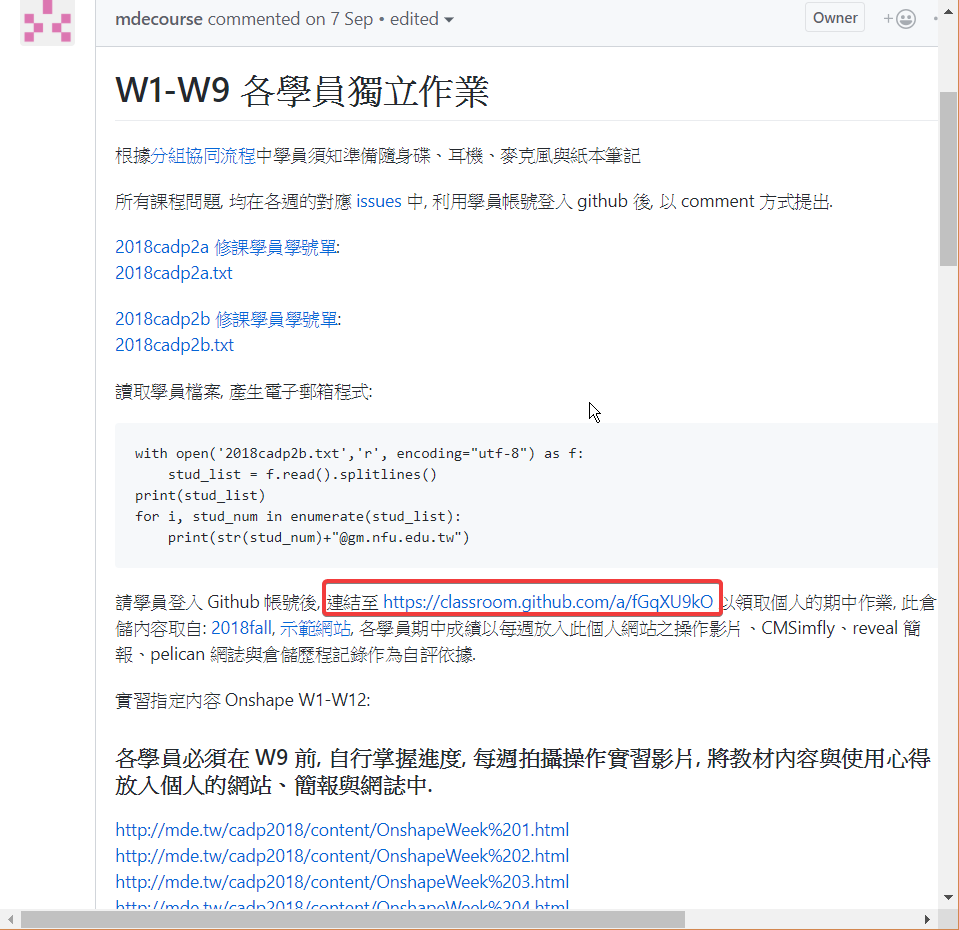 mdecourse commented on 7 Sep • edited
Owner
W1-W9 各學員獨立作業
根據分組協同流程中學員須知準備隨身碟、耳機、麥克風與紙本筆記
所有課程問題, 均在各週的對應 issues 中, 利用學員帳號登入 github 後, 以 comment 方式提出.
2018cadp2a 修課學員學號單:
2018cadp2a.txt
2018cadp2b 修課學員學號單:
2018cadp2b.txt
讀取學員檔案, 產生電子郵箱程式:
with open('2018cadp2b.txt','r', encoding="utf-8") as f:
    stud_list = f.read().splitlines()
print(stud_list)
for i, stud_num in enumerate(stud_list):
    print(str(stud_num)+"@gm.nfu.edu.tw")
請學員登入 Github 帳號後, 連結至 https://classroom.github.com/a/fGqXU9kO 以領取個人的期中作業, 此倉
儲內容取自: 2018fall, 示範網站, 各學員期中成績以每週放入此個人網站之操作影片、CMSimfly、reveal 簡
報、pelican 網誌與倉儲歷程記錄作為自評依據.
實習指定內容 Onshape W1-W12:
各學員必須在 W9 前, 自行掌握進度, 每週拍攝操作實習影片, 將教材內容與使用心得
放入個人的網站、簡報與網誌中.
http://mde.tw/cadp2018/content/OnshapeWeek%201.html
http://mde.tw/cadp2018/content/OnshapeWeek%202.html
http://mde.tw/cadp2018/content/OnshapeWeek%203.html
http://mde.tw/cadp2018/content/OnshapeWeek%204.html